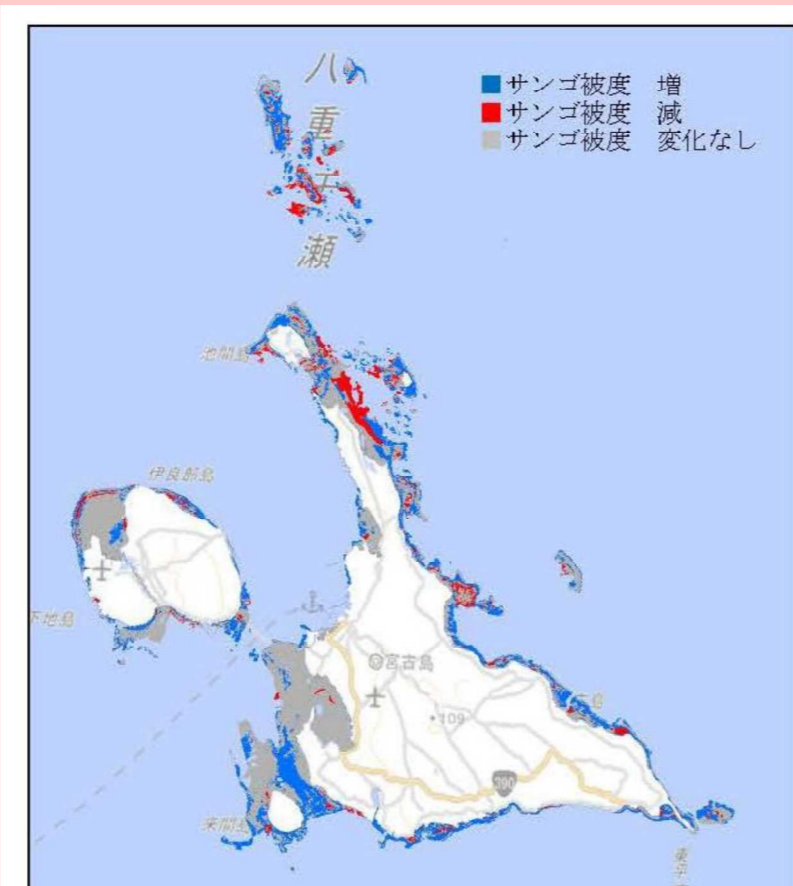 サンゴ被度 増
サンゴ被度 減
サンゴ被度 変化なし
八重干瀬
池間島
伊良部島
下地島
宮古島
109
390
来間島
東平